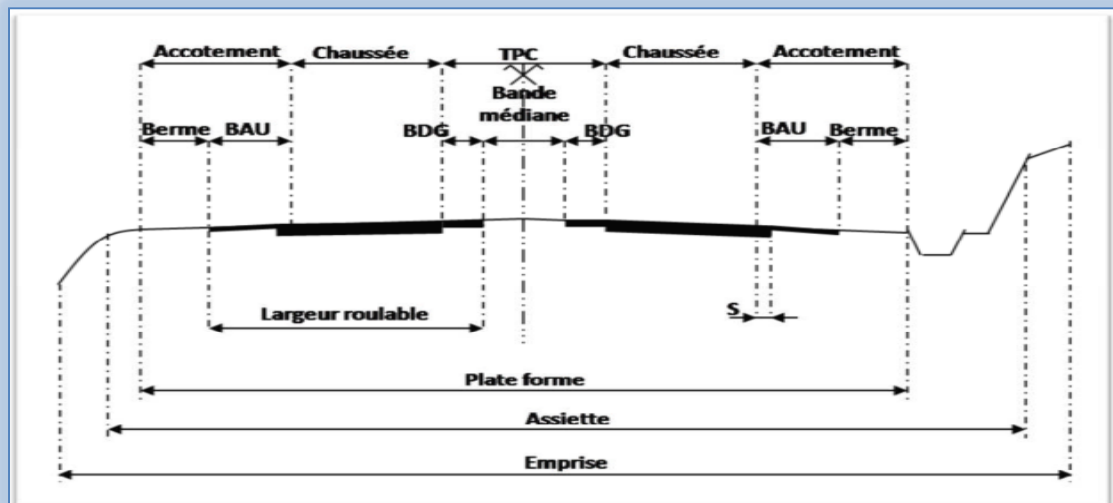 Accotement Chaussée TPC Chaussée Accotement
Bande
médiane
Berme BAU BDG BDG BAU Berme
Largeur roulable S
Plate forme
Assiette
Emprise